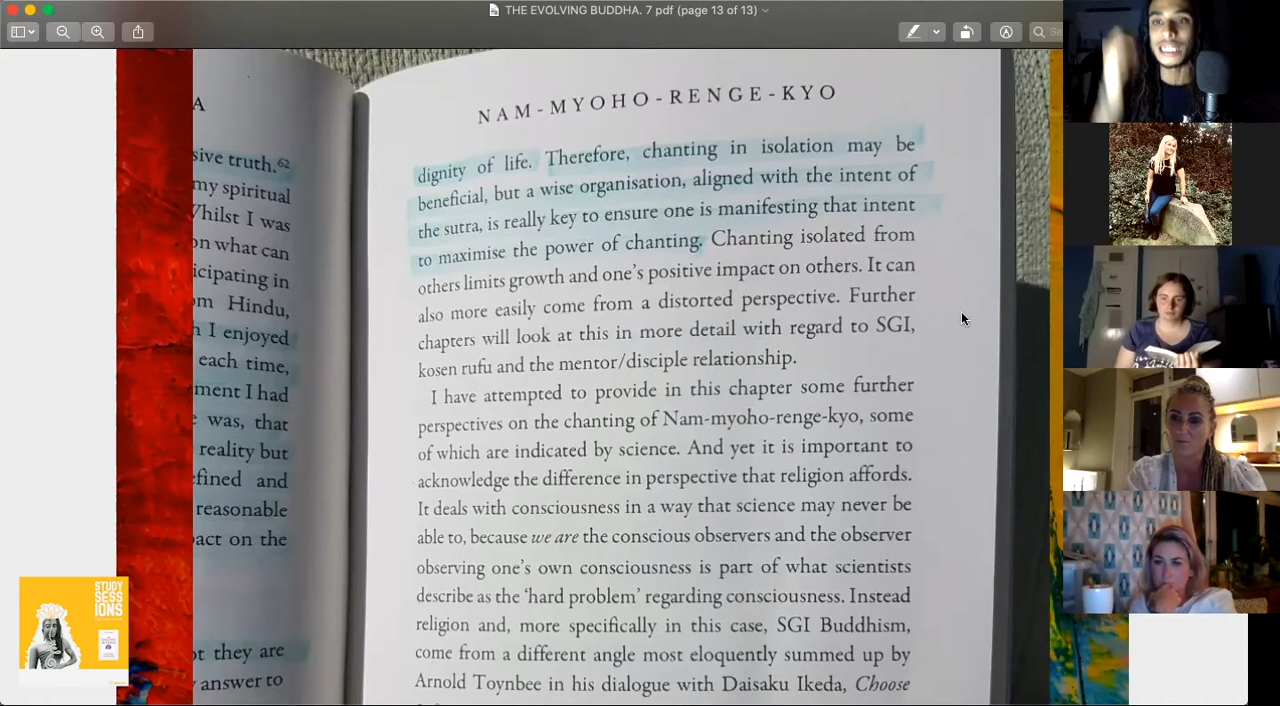 THE EVOLVING BUDDHA. 7 pdf (page 13 of 13)
Se
A
sive truth.62
my spiritual
Whilst I was
on what can
icipating in
om Hindu,
h I enjoyed
each time,
ment I had
was, that
reality but
efined and
reasonable
act on the
ot they are
answer to
NAM-MYOHO-RENGE-KYO
dignity of life. Therefore, chanting in isolation may be
beneficial, but a wise organisation, aligned with the intent of
the sutra, is really key to ensure one is manifesting that intent
to maximise the power of chanting. Chanting isolated from
others limits growth and one's positive impact on others. It can
also more easily come from a distorted perspective. Further
chapters will look at this in more detail with regard to SGI,
kosen rufu and the mentor/disciple relationship.
I have attempted to provide in this chapter some further
perspectives on the chanting of Nam-myoho-renge-kyo, some
of which are indicated by science. And yet it is important to
acknowledge the difference in perspective that religion affords.
It deals with consciousness in a way that science may never be
able to, because we are the conscious observers and the observer
observing one's own consciousness is part of what scientists
describe as the 'hard problem' regarding consciousness. Instead
religion and, more specifically in this case, SGI Buddhism,
come from a different angle most eloquently summed up by
Arnold Toynbee in his dialogue with Daisaku Ikeda, Choose
STUDY
SESS
IONS